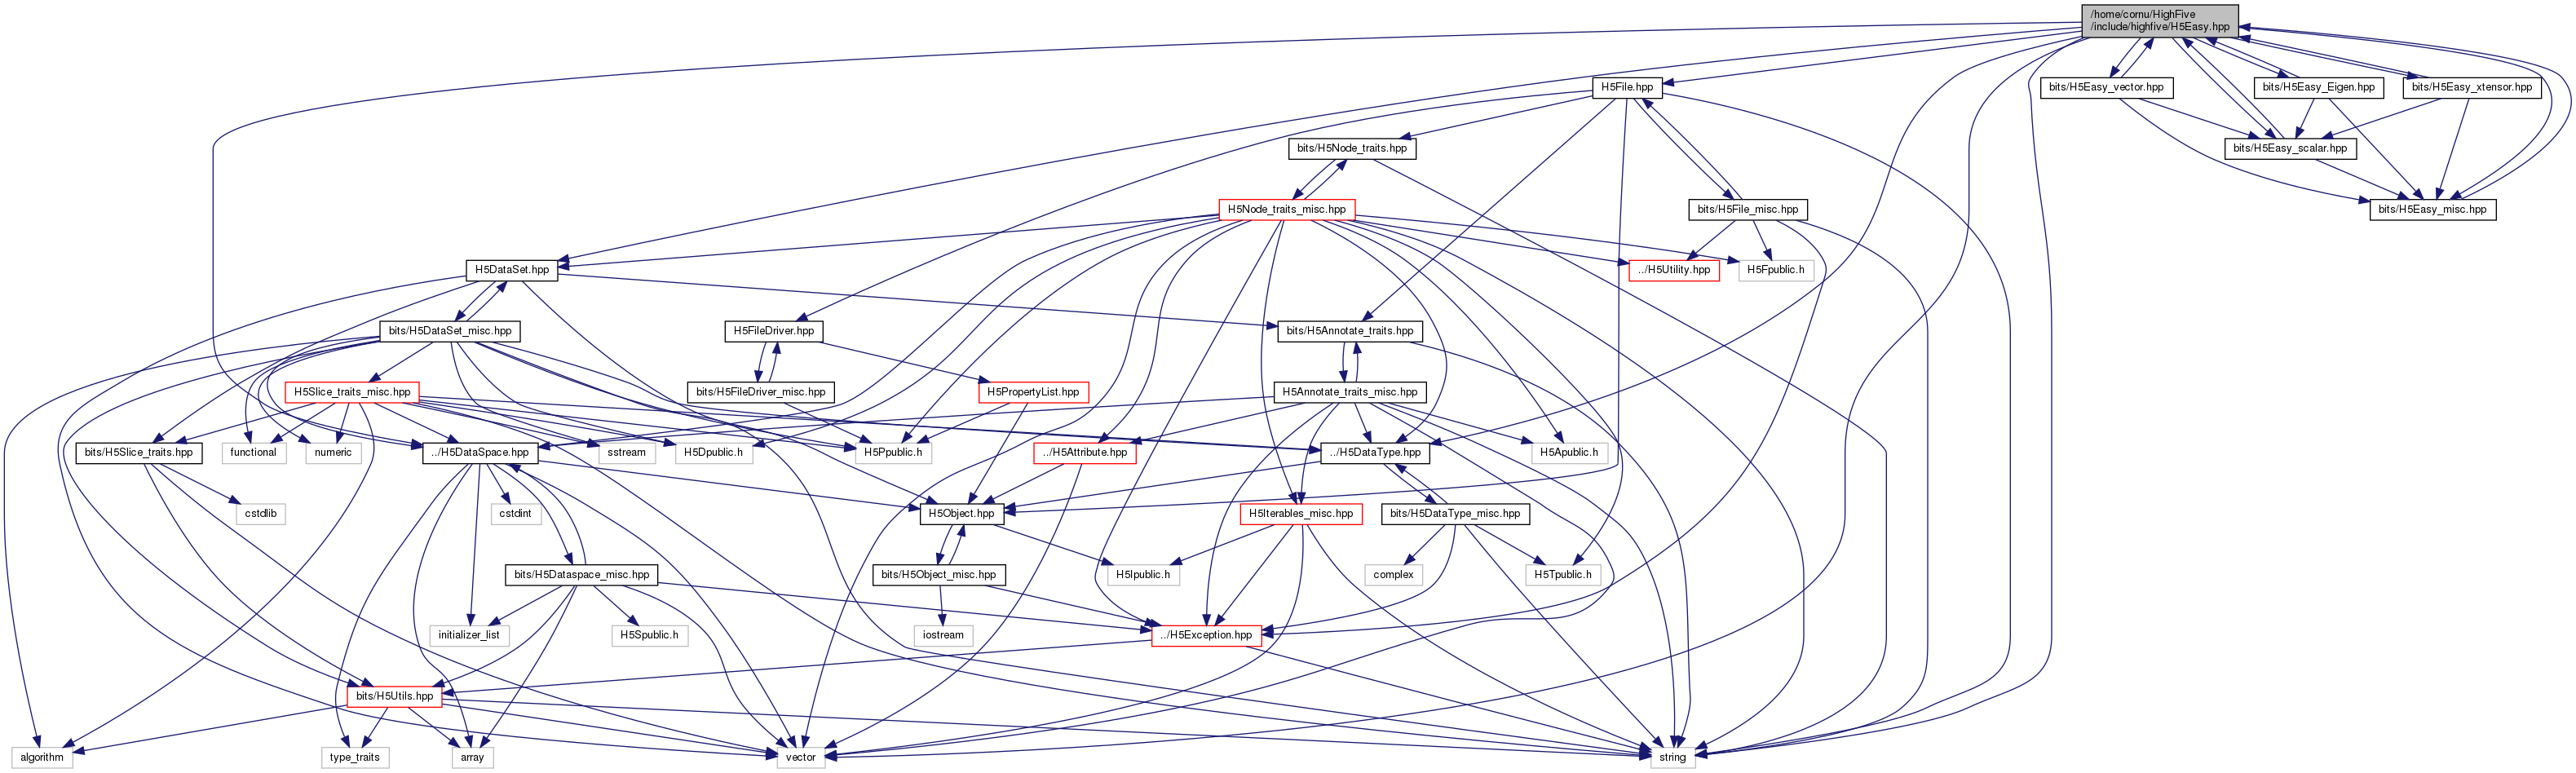 /home/cornu/HighFive
/include/highfive/H5Easy.hpp
H5File.hpp
bits/H5Easy_vector.hpp
bits/H5Easy_Eigen.hpp
bits/H5Easy_xtensor.hpp
bits/H5Node_traits.hpp
bits/H5Easy_scalar.hpp
H5Node_traits_misc.hpp
bits/H5File_misc.hpp
bits/H5Easy_misc.hpp
H5DataSet.hpp
../H5Utility.hpp
H5Fpublic.h
bits/H5DataSet_misc.hpp
H5FileDriver.hpp
bits/H5Annotate_traits.hpp
H5Slice_traits_misc.hpp
bits/H5FileDriver_misc.hpp
H5PropertyList.hpp
H5Annotate_traits_misc.hpp
bits/H5Slice_traits.hpp
functional
numeric
../H5DataSpace.hpp
sstream
H5Dpublic.h
H5Ppublic.h
../H5Attribute.hpp
../H5DataType.hpp
H5Apublic.h
cstdlib
cstdint
H5Object.hpp
H5Iterables_misc.hpp
bits/H5DataType_misc.hpp
bits/H5Dataspace_misc.hpp
bits/H5Object_misc.hpp
H5Ipublic.h
complex
H5Tpublic.h
initializer_list
H5Spublic.h
iostream
../H5Exception.hpp
bits/H5Utils.hpp
algorithm
type_traits
array
vector
string